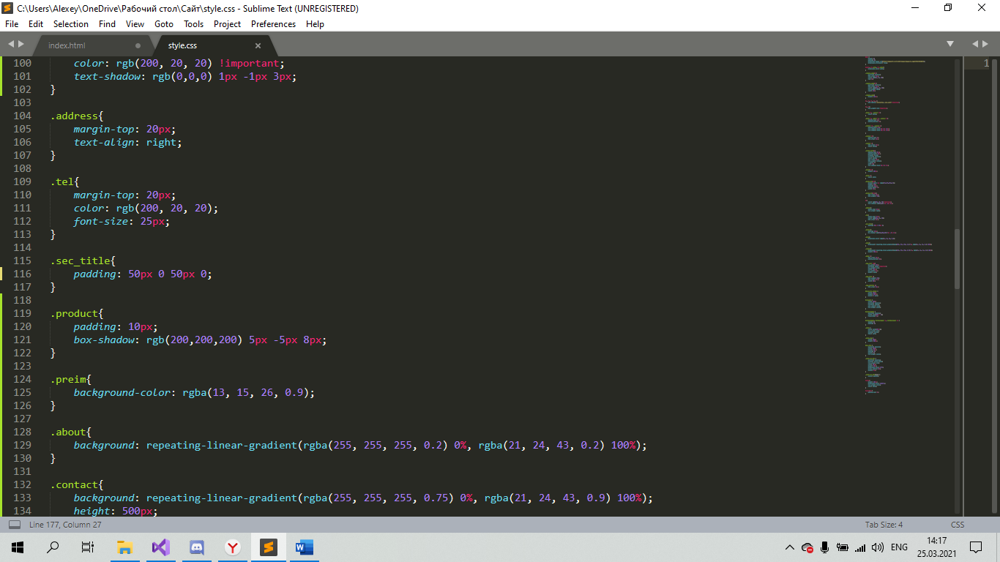 C:\Users\Alexey\OneDrive\Рабочий стол\Сайт\style.css - Sublime Text (UNREGISTERED)
File Edit Selection Find View Goto Tools Project Preferences Help
index.html style.css
100 color: rgb(200, 20, 20) !important;
101 text-shadow: rgb(0,0,0) 1px -1px 3px;
102 }
103
104 .address{
105 margin-top: 20px;
106 text-align: right;
107 }
108
109 .tel{
110 margin-top: 20px;
111 color: rgb(200, 20, 20);
112 font-size: 25px;
113 }
114
115 .sec_title{
116 padding: 50px 0 50px 0;
117 }
118
119 .product{
120 padding: 10px;
121 box-shadow: rgb(200,200,200) 5px -5px 8px;
122 }
123
124 .preim{
125 background-color: rgba(13, 15, 26, 0.9);
126 }
127
128 .about{
129 background: repeating-linear-gradient(rgba(255, 255, 255, 0.2) 0%, rgba(21, 24, 43, 0.2) 100%);
130 }
131
132 .contact{
133 background: repeating-linear-gradient(rgba(255, 255, 255, 0.75) 0%, rgba(21, 24, 43, 0.9) 100%);
134 height: 500px;
1
Line 177, Column 27 Tab Size: 4 CSS
ENG 14:17
25.03.2021